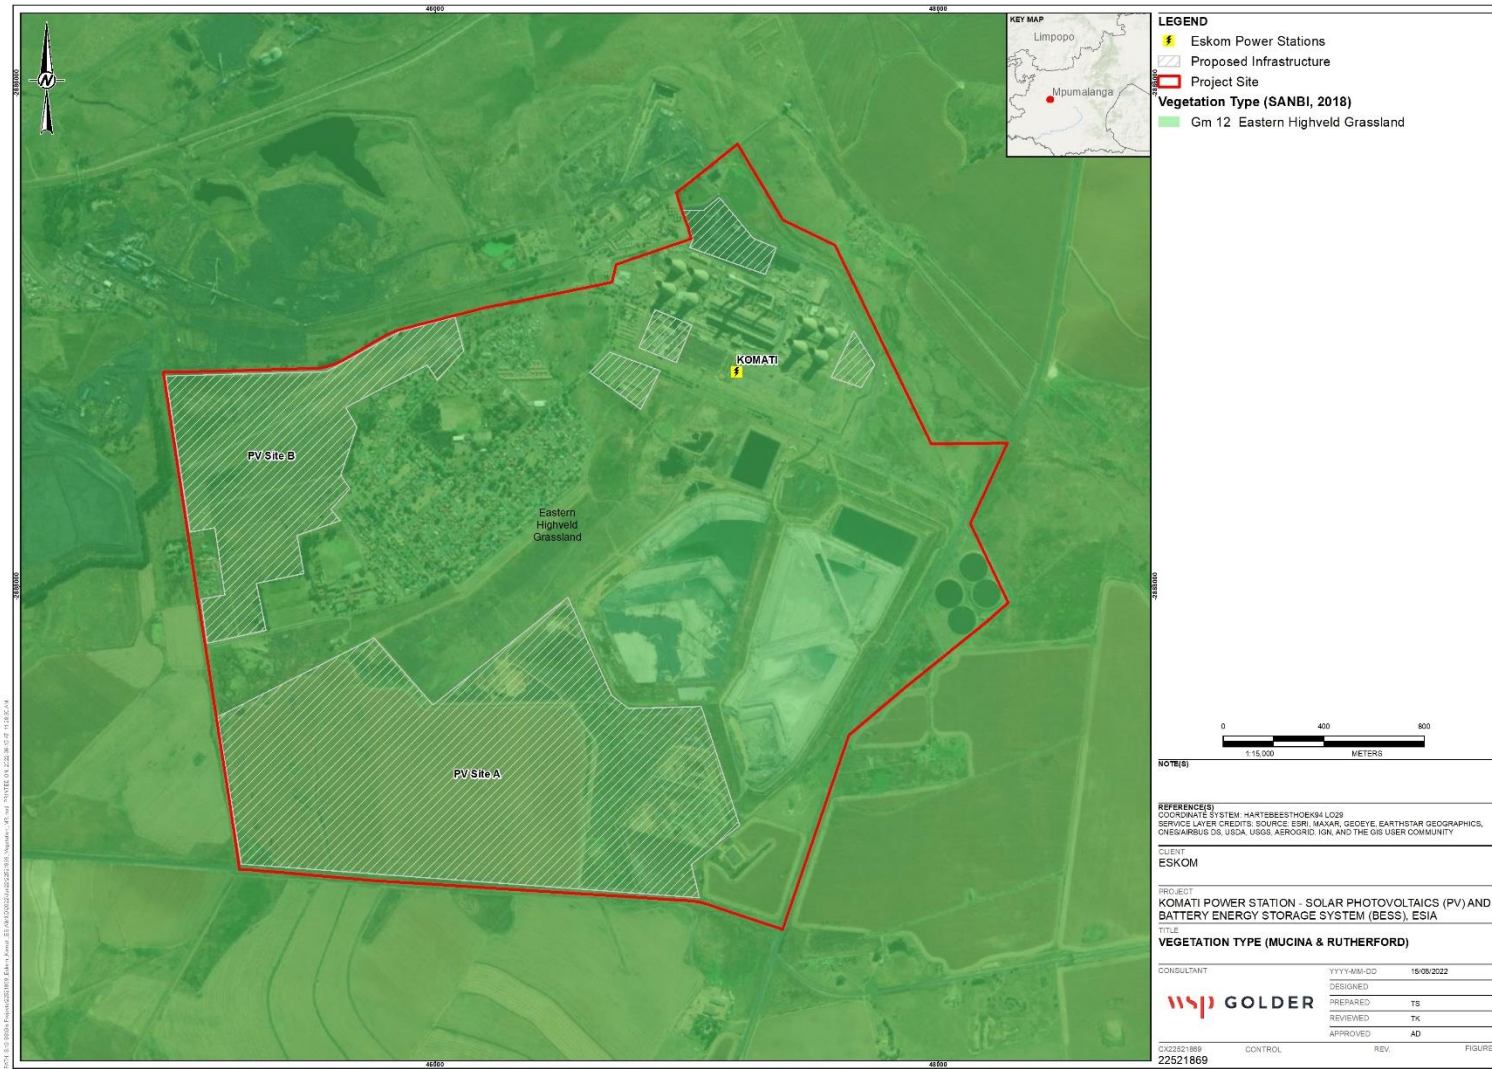 46000
48000
KEY MAP
Limpopo
Mpumalanga
LEGEND
Eskom Power Stations
Proposed Infrastructure
Project Site
Vegetation Type (SANBI, 2018)
Gm 12 Eastern Highveld Grassland
N
KOMATI
PV Site B
Eastern
Highveld
Grassland
PV Site A
46000
48000
0 400 800
1:15,000 METERS
NOTE(S)
REFERENCE(S)
COORDINATE SYSTEM: HARTEBEESTHOEK94 LO29
SERVICE LAYER CREDITS: SOURCE: ESRI, MAXAR, GEOEYE, EARTHSTAR GEOGRAPHICS,
CNES/AIRBUS DS, USDA, USGS, AEROGRID, IGN, AND THE GIS USER COMMUNITY
CLIENT
ESKOM
PROJECT
KOMATI POWER STATION - SOLAR PHOTOVOLTAICS (PV) AND
BATTERY ENERGY STORAGE SYSTEM (BESS), ESIA
TITLE
VEGETATION TYPE (MUCINA & RUTHERFORD)
CONSULTANT
wsp GOLDER
YYYY-MM-DD
DESIGNED
PREPARED TS
REVIEWED TK
APPROVED AD
CX22521869 CONTROL REV. FIGURE
22521869